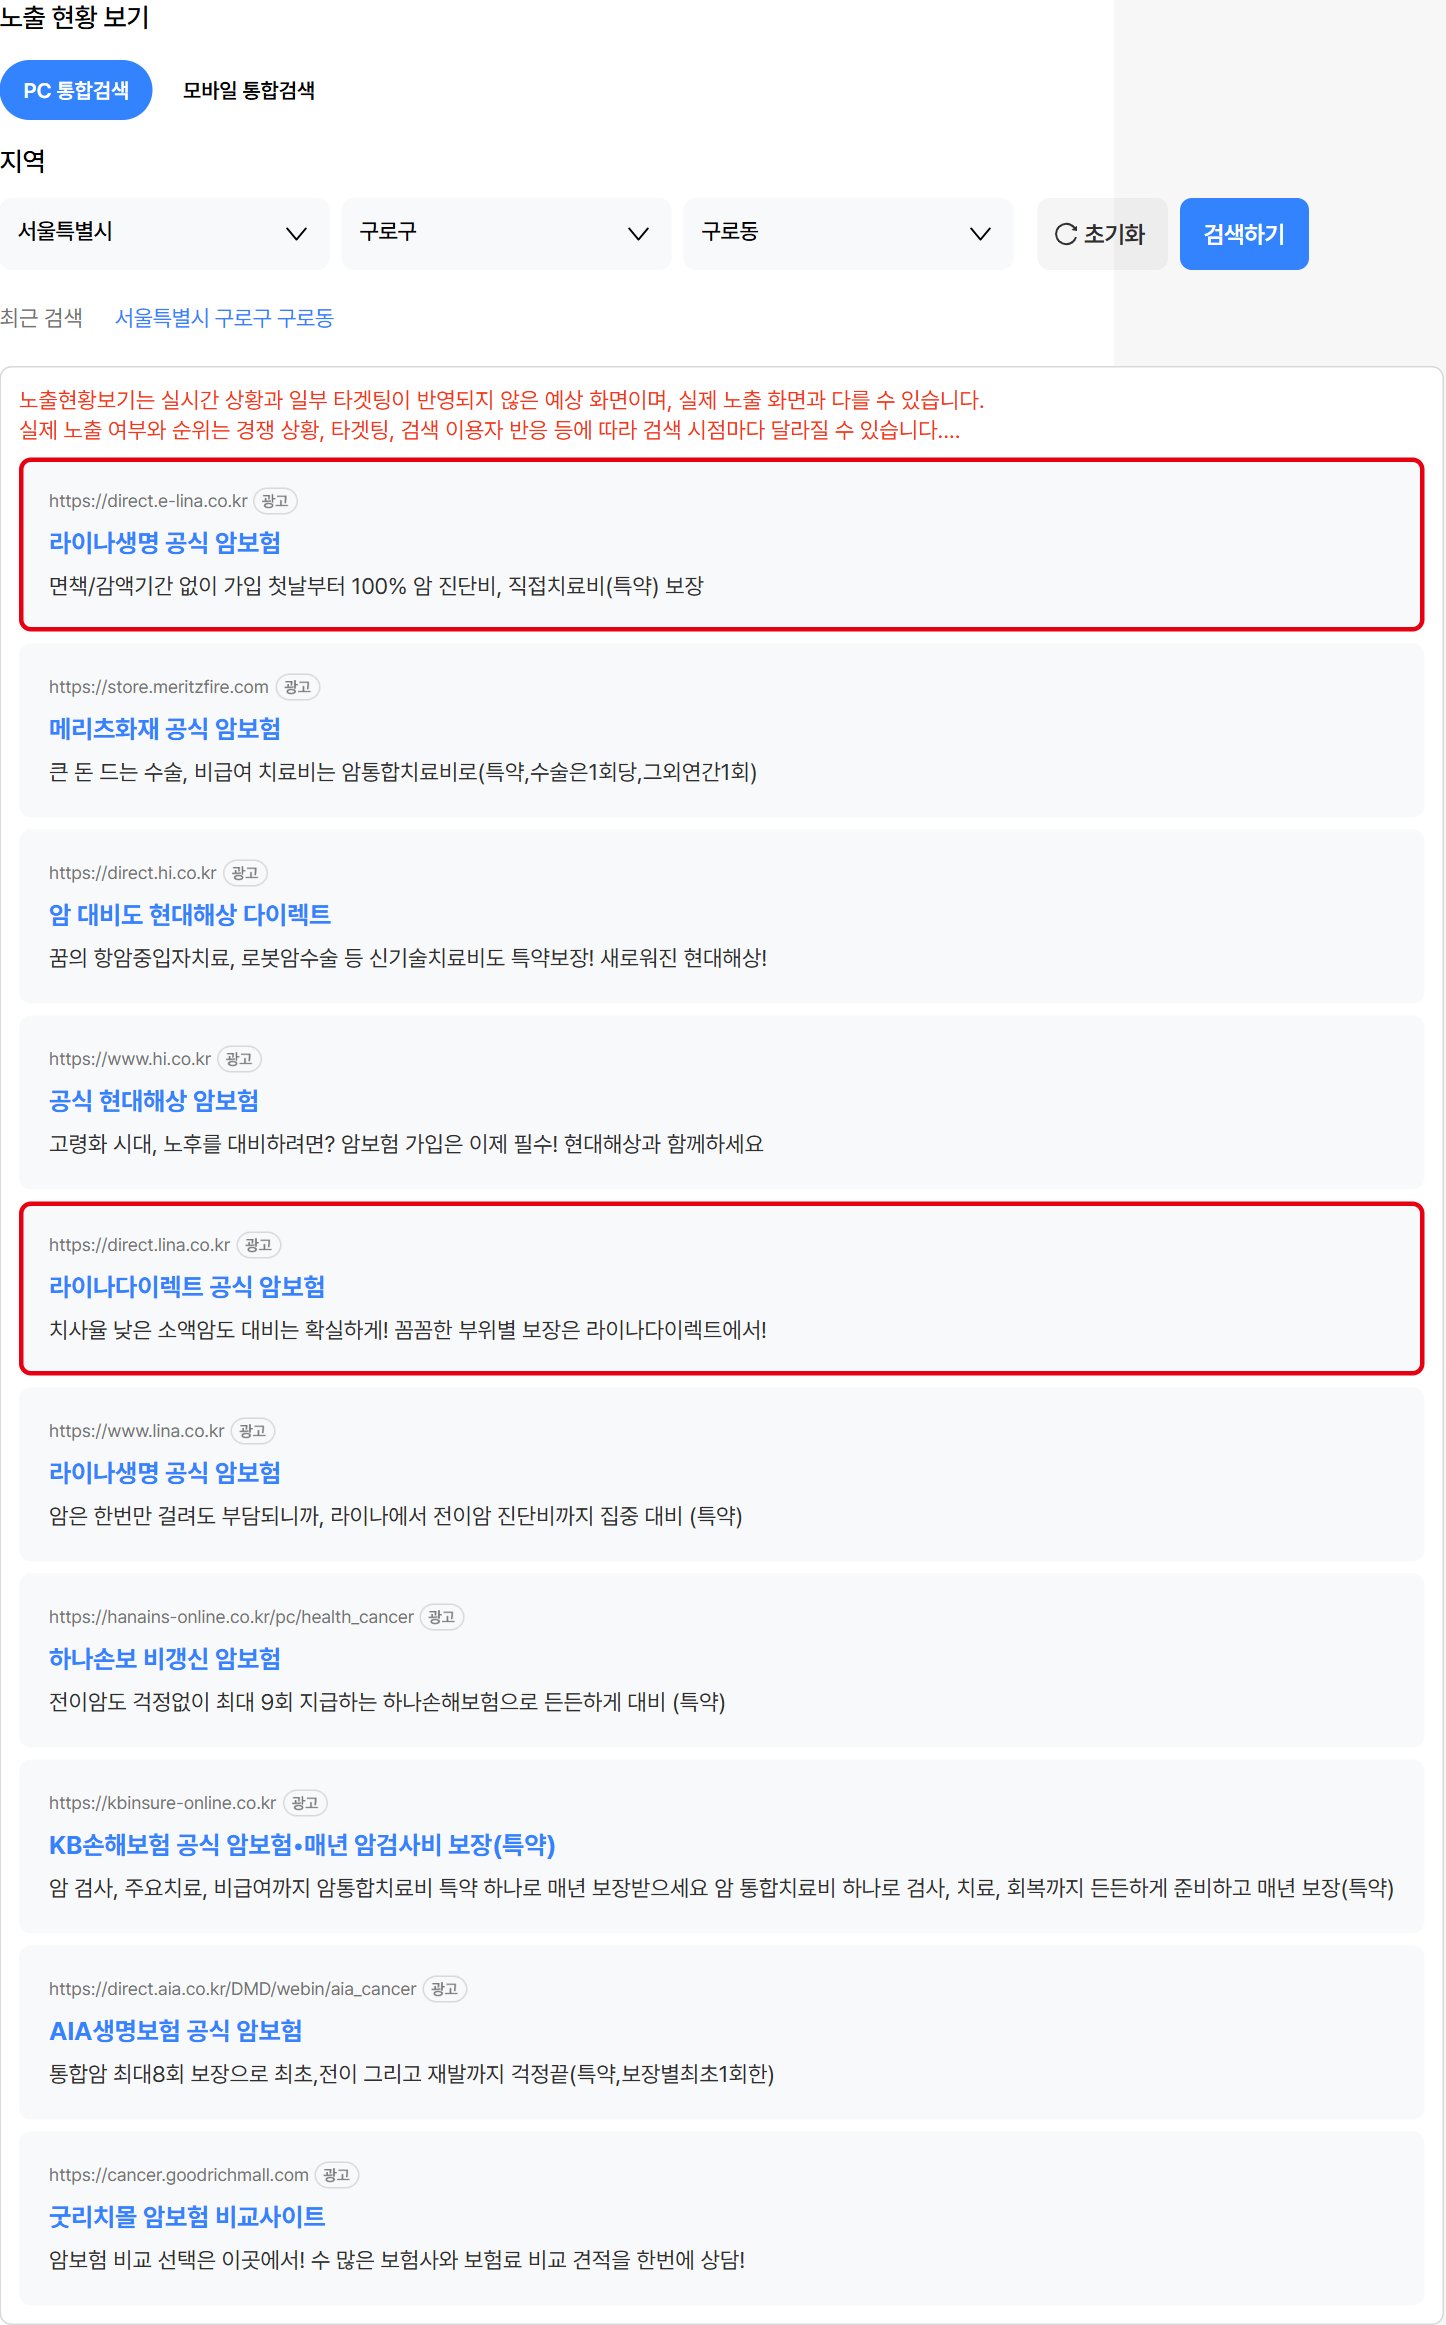 노출 현황 보기
PC 통합검색 모바일 통합검색
지역
서울특별시 구로구 구로동 초기화 검색하기
최근 검색 서울특별시 구로구 구로동
노출현황보기는 실시간 상황과 일부 타겟팅이 반영되지 않은 예상 화면이며, 실제 노출 화면과 다를 수 있습니다.
실제 노출 여부와 순위는 경쟁 상황, 타겟팅, 검색 이용자 반응 등에 따라 검색 시점마다 달라질 수 있습니다....
https://direct.e-lina.co.kr 광고
라이나생명 공식 암보험
면책/감액기간 없이 가입 첫날부터 100% 암 진단비, 직접치료비(특약) 보장
https://store.meritzfire.com 광고
메리츠화재 공식 암보험
큰 돈 드는 수술, 비급여 치료비는 암통합치료비로(특약,수술은1회당,그외연간1회)
https://direct.hi.co.kr 광고
암 대비도 현대해상 다이렉트
꿈의 항암중입자치료, 로봇암수술 등 신기술치료비도 특약보장! 새로워진 현대해상!
https://www.hi.co.kr 광고
공식 현대해상 암보험
고령화 시대, 노후를 대비하려면? 암보험 가입은 이제 필수! 현대해상과 함께하세요
https://direct.lina.co.kr 광고
라이나다이렉트 공식 암보험
치사율 낮은 소액암도 대비는 확실하게! 꼼꼼한 부위별 보장은 라이나다이렉트에서!
https://www.lina.co.kr 광고
라이나생명 공식 암보험
암은 한번만 걸려도 부담되니까, 라이나에서 전이암 진단비까지 집중 대비 (특약)
https://hanains-online.co.kr/pc/health_cancer 광고
하나손보 비갱신 암보험
전이암도 걱정없이 최대 9회 지급하는 하나손해보험으로 든든하게 대비 (특약)
https://kbinsure-online.co.kr 광고
KB손해보험 공식 암보험•매년 암검사비 보장(특약)
암 검사, 주요치료, 비급여까지 암통합치료비 특약 하나로 매년 보장받으세요 암 통합치료비 하나로 검사, 치료, 회복까지 든든하게 준비하고 매년 보장(특약)
https://direct.aia.co.kr/DMD/webin/aia_cancer 광고
AIA생명보험 공식 암보험
통합암 최대8회 보장으로 최초,전이 그리고 재발까지 걱정끝(특약,보장별최초1회한)
https://cancer.goodrichmall.com 광고
굿리치몰 암보험 비교사이트
암보험 비교 선택은 이곳에서! 수 많은 보험사와 보험료 비교 견적을 한번에 상담!